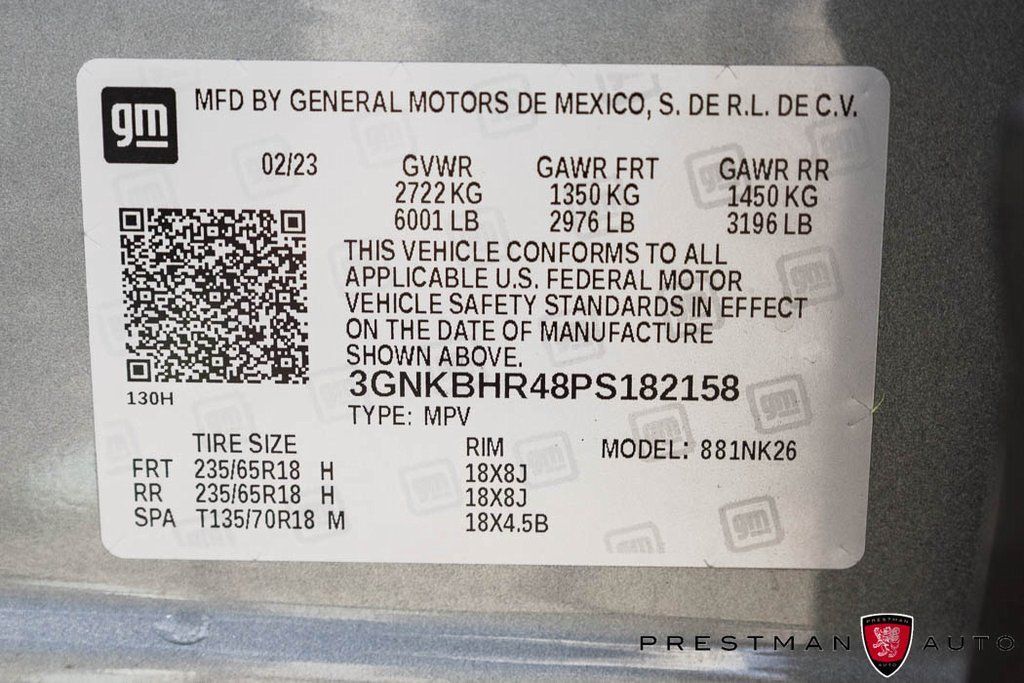 gm MFD BY GENERAL MOTORS DE MEXICO, S. DE R.L. DE C.V.
02/23 GVWR GAWR FRT GAWR RR
2722 KG 1350 KG 1450 KG
6001 LB 2976 LB 3196 LB
THIS VEHICLE CONFORMS TO ALL
APPLICABLE U.S. FEDERAL MOTOR
VEHICLE SAFETY STANDARDS IN EFFECT
ON THE DATE OF MANUFACTURE
SHOWN ABOVE.
3GNKBHR48PS182158
130H
TYPE: MPV
TIRE SIZE RIM MODEL: 881NK26
FRT 235/65R18 H 18X8J
RR 235/65R18 H 18X8J
SPA T135/70R18 M 18X4.5B
PRESTMAN PRESTMAN AUTO
AUTO